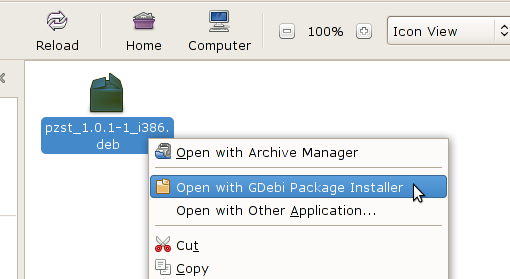 Reload Home Computer 100% Icon View
pzst_1.0.1-1_i386.
deb
Open with Archive Manager
Open with GDebi Package Installer
Open with Other Application...
Cut
Copy